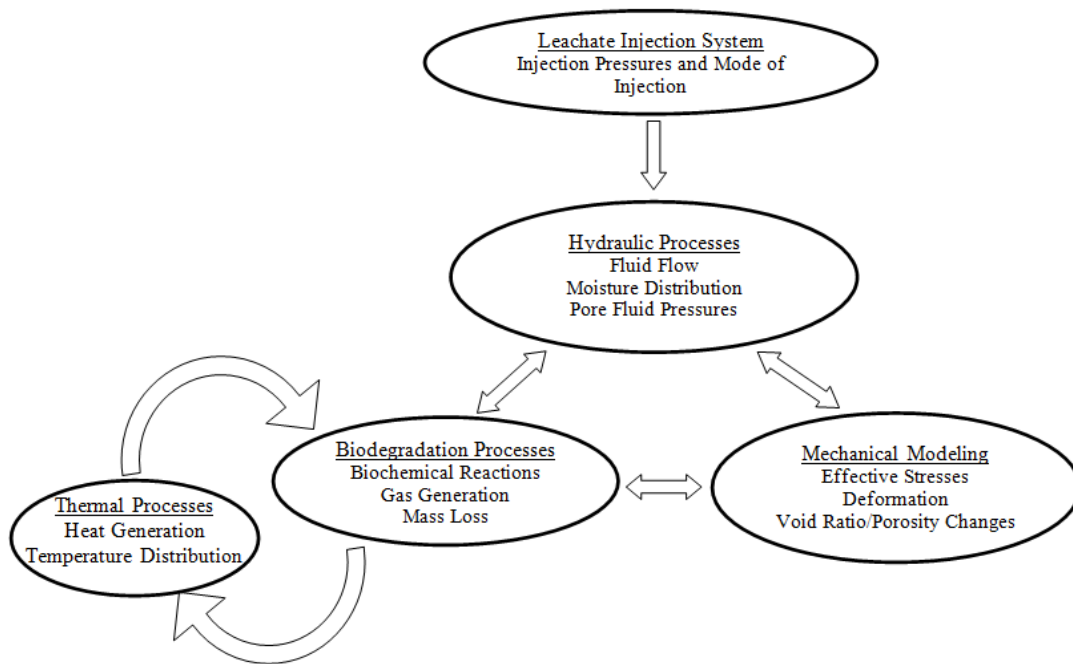 Leachate Injection System
Injection Pressures and Mode of
Injection
Hydraulic Processes
Fluid Flow
Moisture Distribution
Pore Fluid Pressures
Biodegradation Processes
Biochemical Reactions
Gas Generation
Mass Loss
Mechanical Modeling
Effective Stresses
Deformation
Void Ratio/Porosity Changes
Thermal Processes
Heat Generation
Temperature Distribution